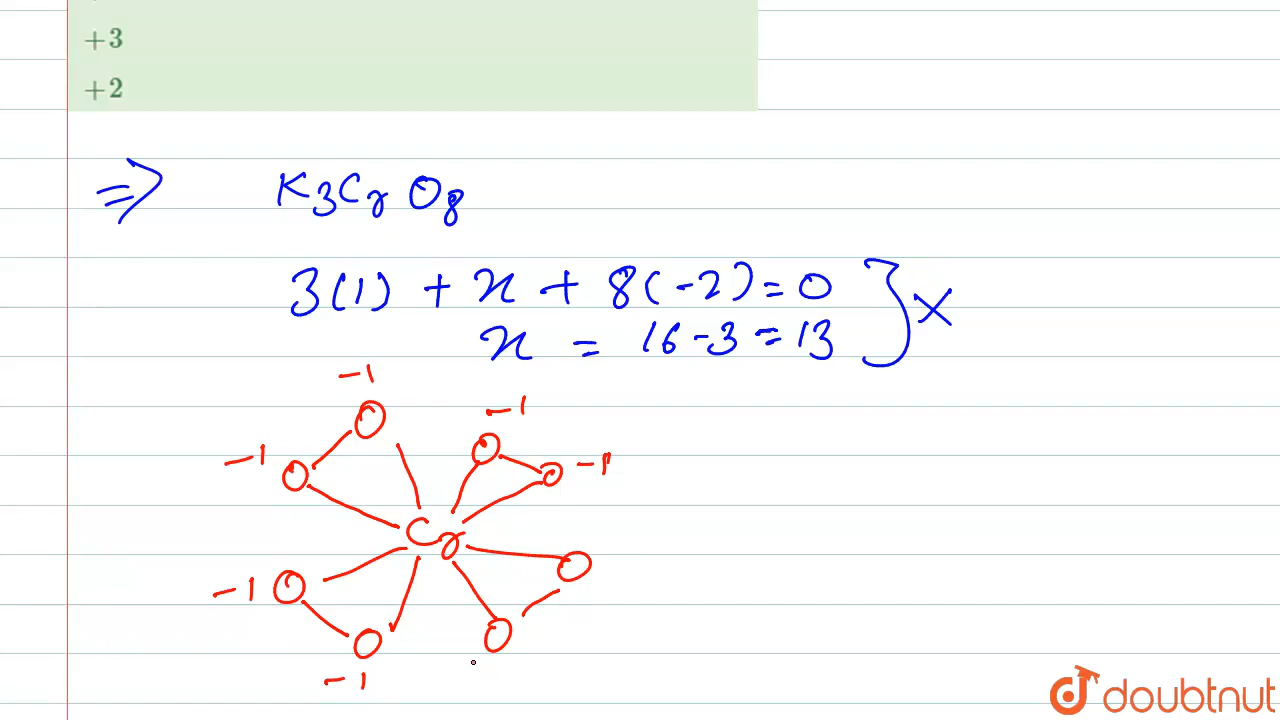 +3
+2
⇒ K3CrO8
3(1) + x + 8(-2) = 0
x = 16 - 3 = 13 } ×
-1
O
-1
O
-1
O
O -1
Cr
-1 O
O
O
O
-1
doubtnut